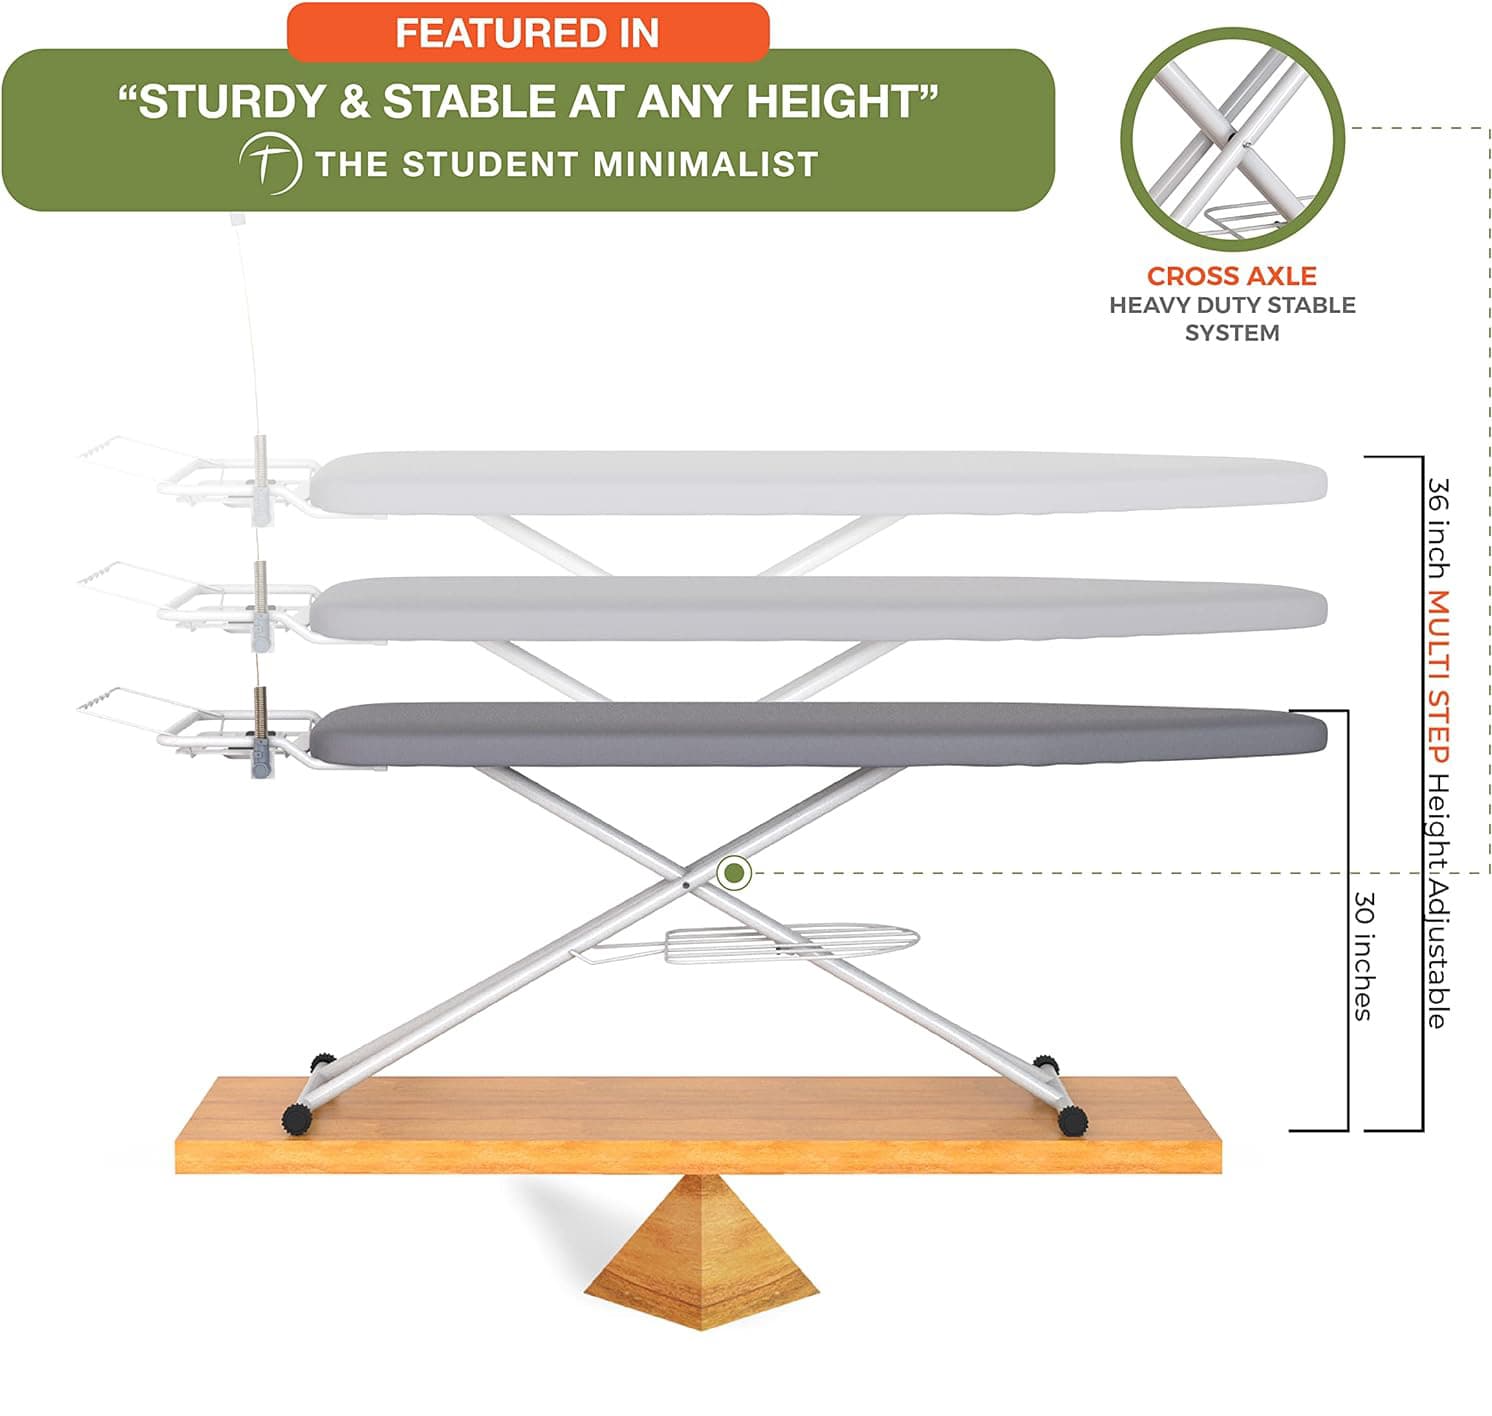 FEATURED IN
“STURDY & STABLE AT ANY HEIGHT”
THE STUDENT MINIMALIST
CROSS AXLE
HEAVY DUTY STABLE
SYSTEM
36 inch MULTI STEP Height Adjustable
30 inches